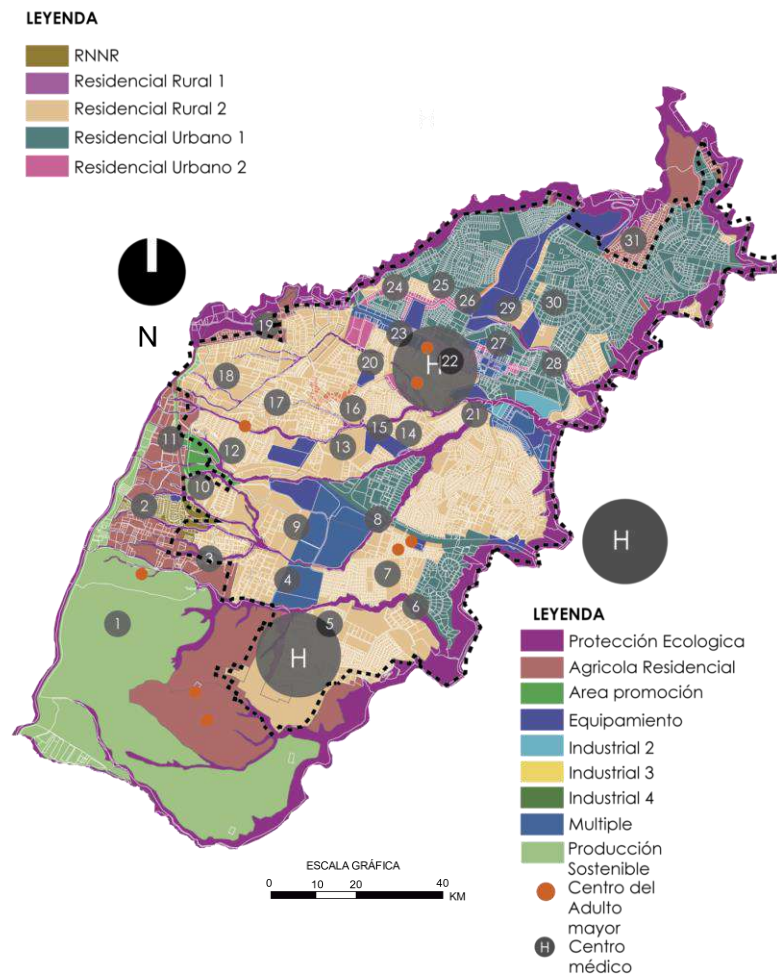 LEYENDA
RNNR
Residencial Rural 1
Residencial Rural 2
Residencial Urbano 1
Residencial Urbano 2
H
N
31
24
25
26
29
30
19
23
27
20
H
22
28
18
17
16
21
15
14
11
12
13
10
2
9
8
H
3
4
7
6
1
5
H
LEYENDA
Protección Ecologica
Agricola Residencial
Area promoción
Equipamiento
Industrial 2
Industrial 3
Industrial 4
Multiple
Producción
Sostenible
Centro del
Adulto
mayor
H Centro
médico
ESCALA GRÁFICA
0 10 20 40
KM